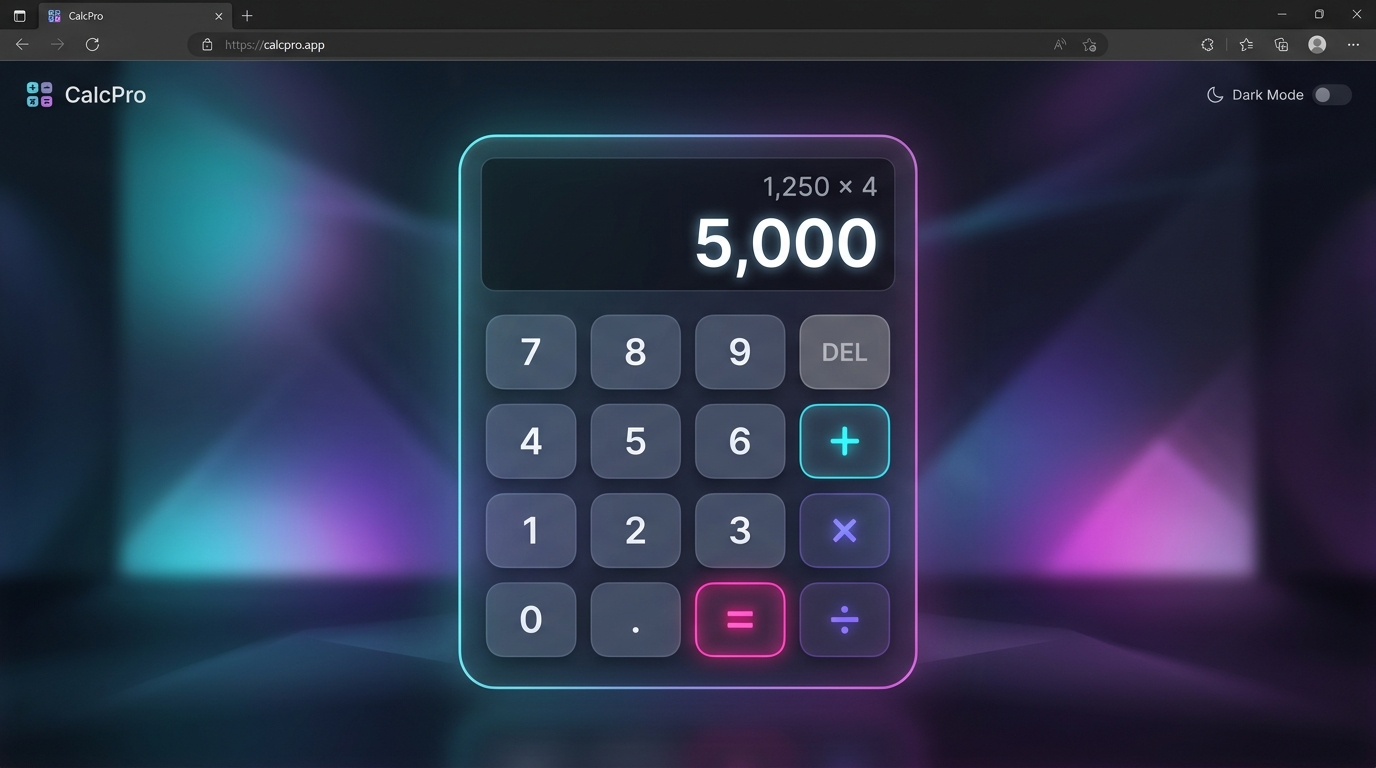 CalcPro
https://calcpro.app
CalcPro
Dark Mode
1,250 × 4
5,000
7 8 9 DEL
4 5 6 +
1 2 3 ×
0 . = ÷